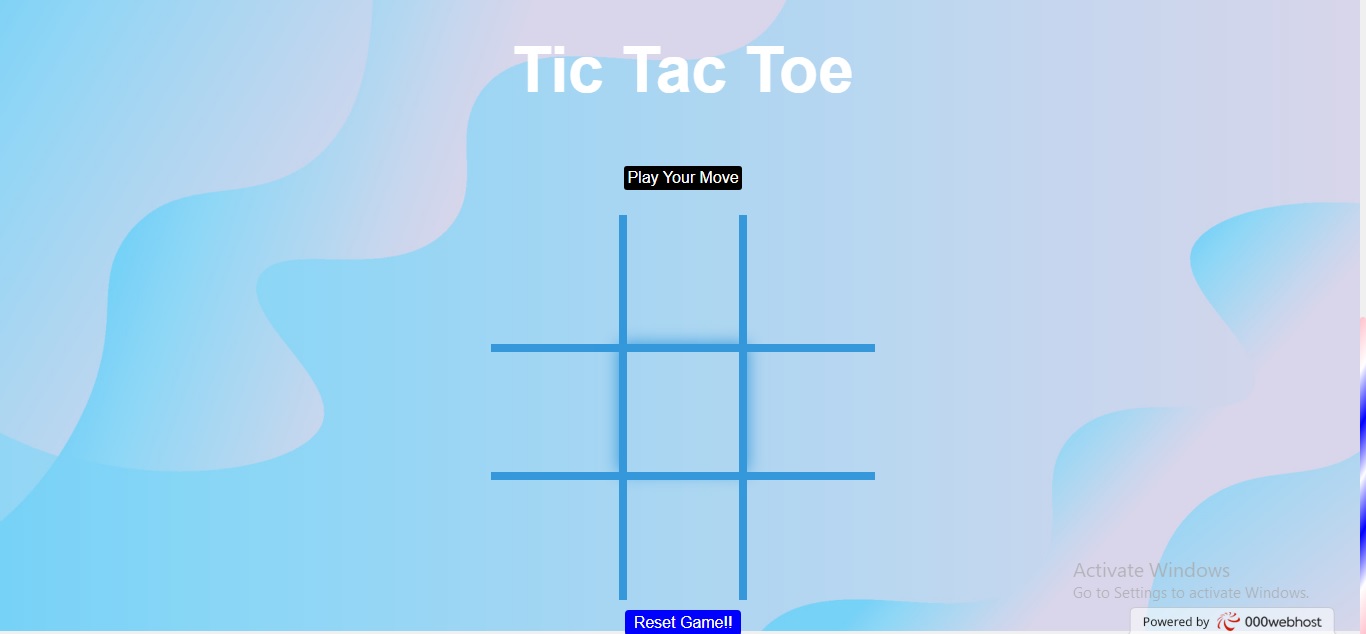 Tic Tac Toe
Play Your Move
Activate Windows
Go to Settings to activate Windows.
Reset Game!!
Powered by 000webhost